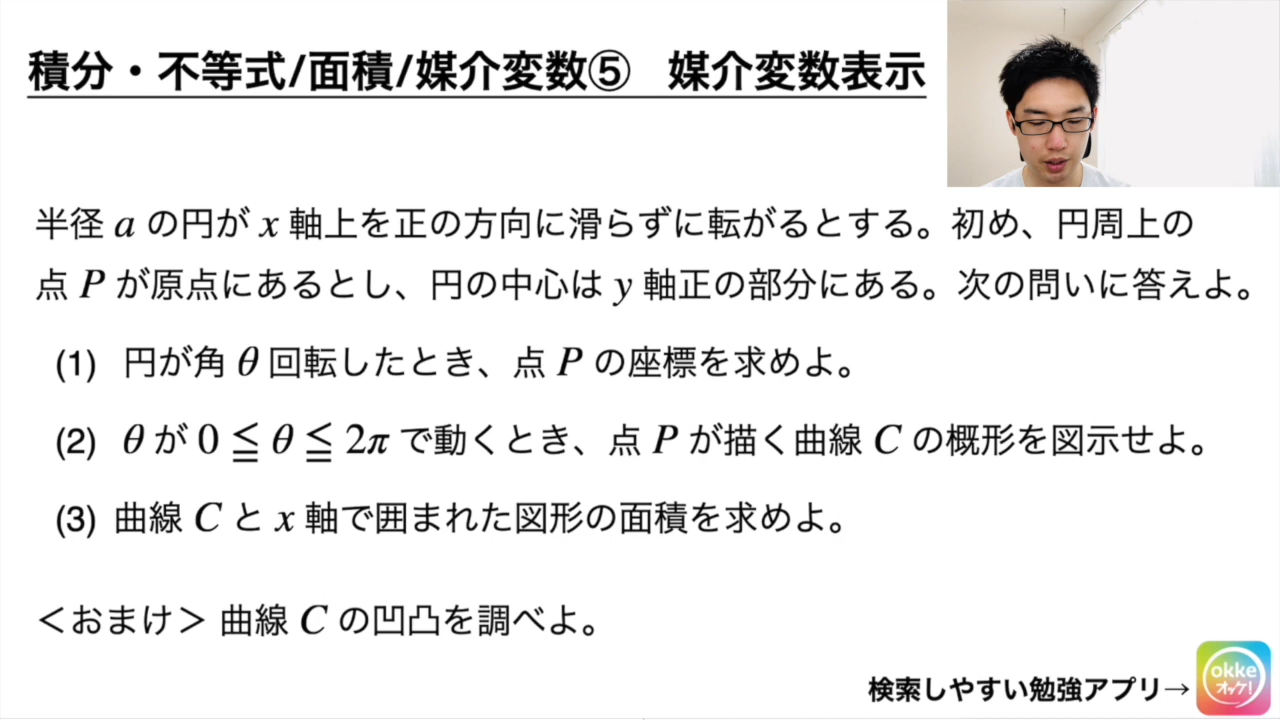 積分・不等式/面積/媒介変数⑤ 媒介変数表示
半径 a の円が x 軸上を正の方向に滑らずに転がるとする。初め、円周上の
点 P が原点にあるとし、円の中心は y 軸正の部分にある。次の問いに答えよ。
(1) 円が角 θ 回転したとき、点 P の座標を求めよ。
(2) θ が 0 ≦ θ ≦ 2π で動くとき、点 P が描く曲線 C の概形を図示せよ。
(3) 曲線 C と x 軸で囲まれた図形の面積を求めよ。
＜おまけ＞ 曲線 C の凹凸を調べよ。
検索しやすい勉強アプリ→
okke
オッケ!